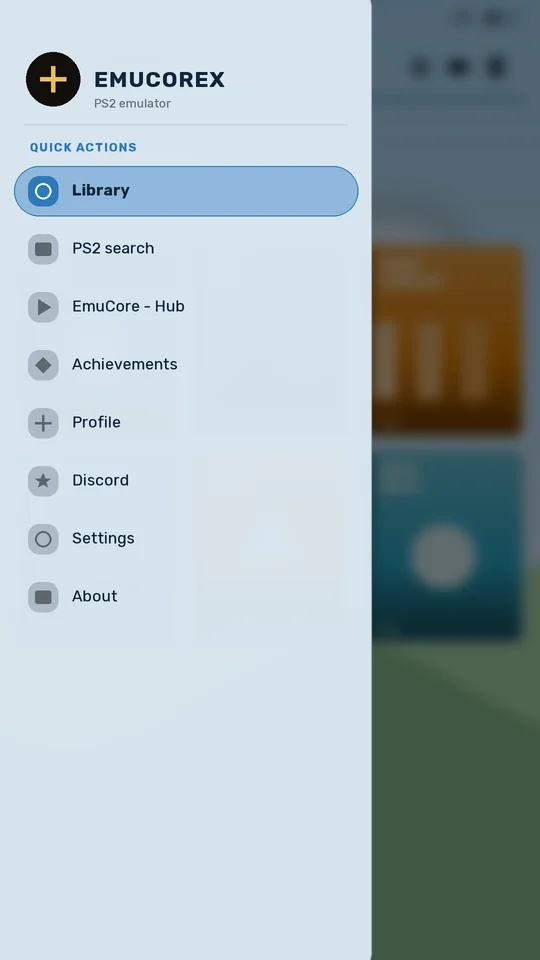 EMUCOREX
PS2 emulator
QUICK ACTIONS
Library
PS2 search
EmuCore - Hub
Achievements
Profile
Discord
Settings
About